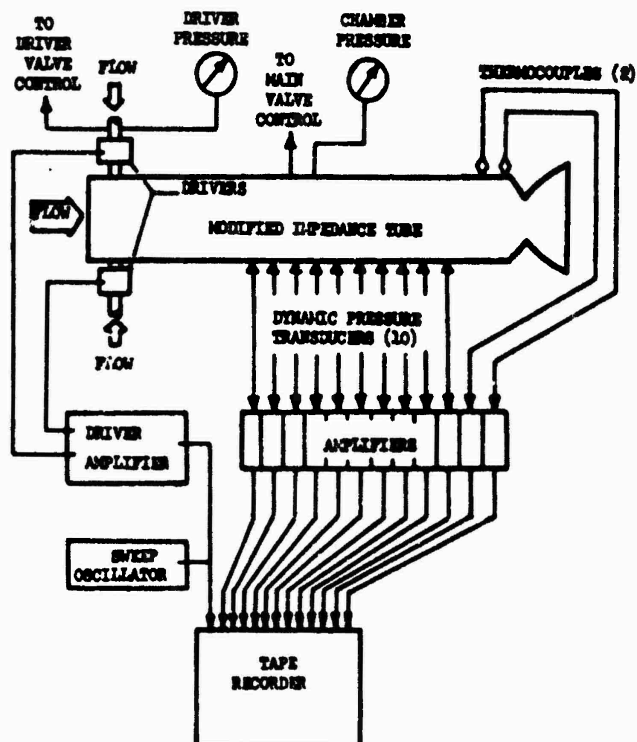 TO
DRIVER
VALVE
CONTROL
FLOW
DRIVER
PRESSURE
TO
MAIN
VALVE
CONTROL
CHAMBER
PRESSURE
THERMOCOUPLES (2)
DRIVERS
FLOW
MODIFIED IMPEDANCE TUBE
FLOW
DYNAMIC PRESSURE
TRANSDUCERS (10)
DRIVER
AMPLIFIER
AMPLIFIERS
SWEEP
OSCILLATOR
TAPE
RECORDER